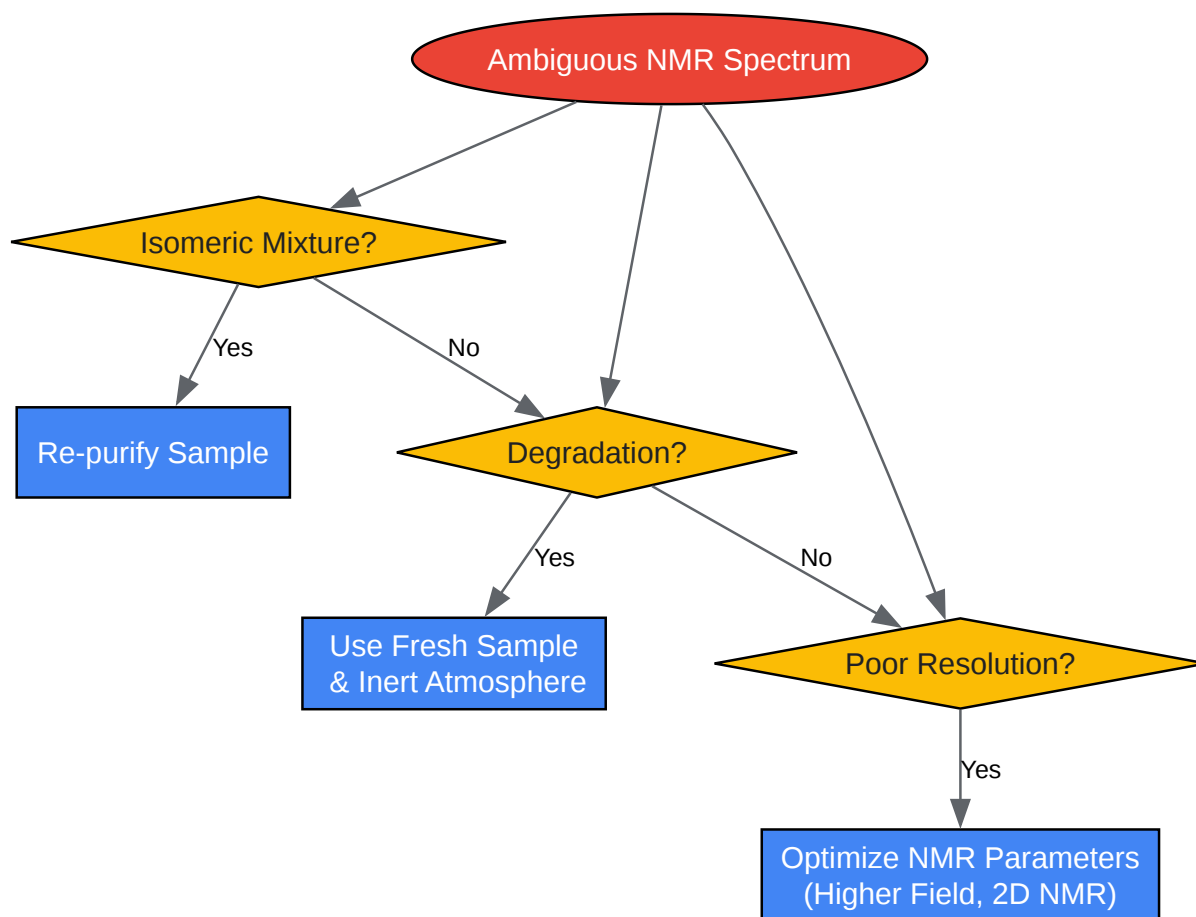 Ambiguous NMR Spectrum
Isomeric Mixture?
Yes
No
Re-purify Sample
Degradation?
Yes
No
Use Fresh Sample
& Inert Atmosphere
Poor Resolution?
Yes
Optimize NMR Parameters
(Higher Field, 2D NMR)